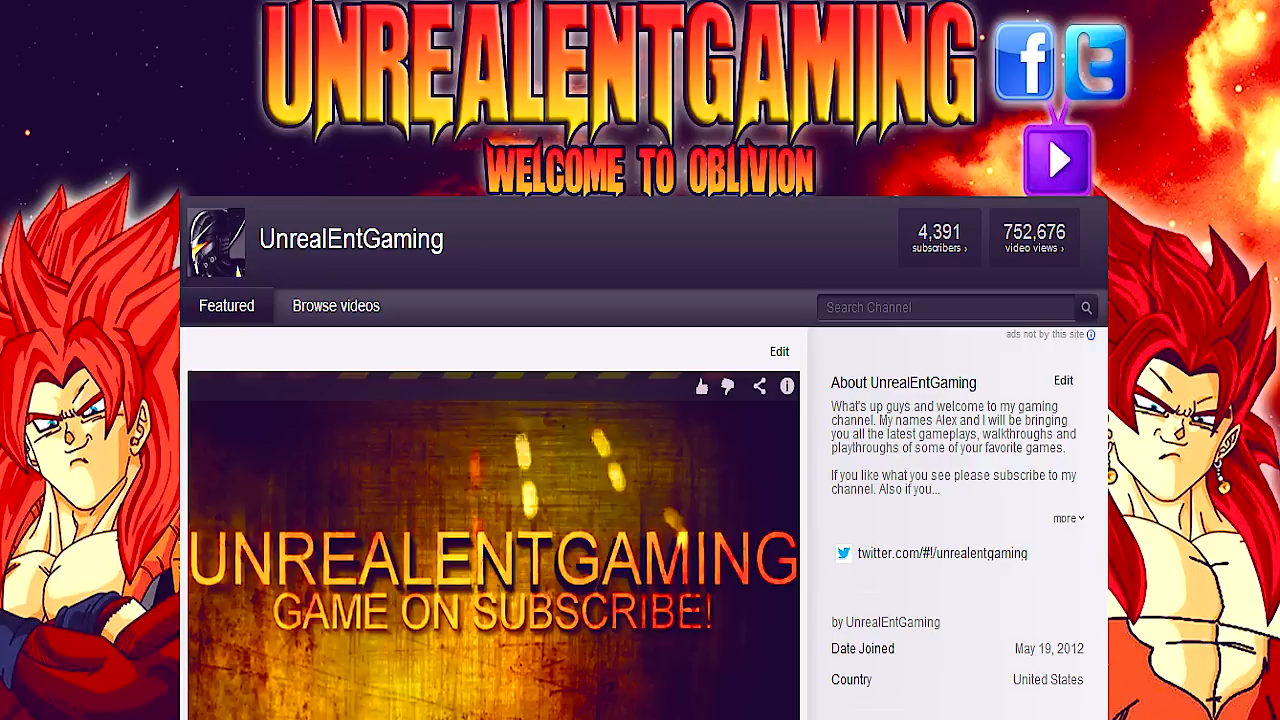 UNREALENTGAMING
WELCOME TO OBLIVION
UnrealEntGaming
4,391
subscribers ›
752,676
video views ›
Featured
Browse videos
Search Channel
ads not by this site
Edit
About UnrealEntGaming
Edit
What's up guys and welcome to my gaming
channel. My names Alex and I will be bringing
you all the latest gameplays, walkthroughs and
playthroughs of some of your favorite games.
If you like what you see please subscribe to my
channel. Also if you...
more
twitter.com/#!/unrealentgaming
UNREALENTGAMING
GAME ON SUBSCRIBE!
by UnrealEntGaming
Date Joined May 19, 2012
Country United States